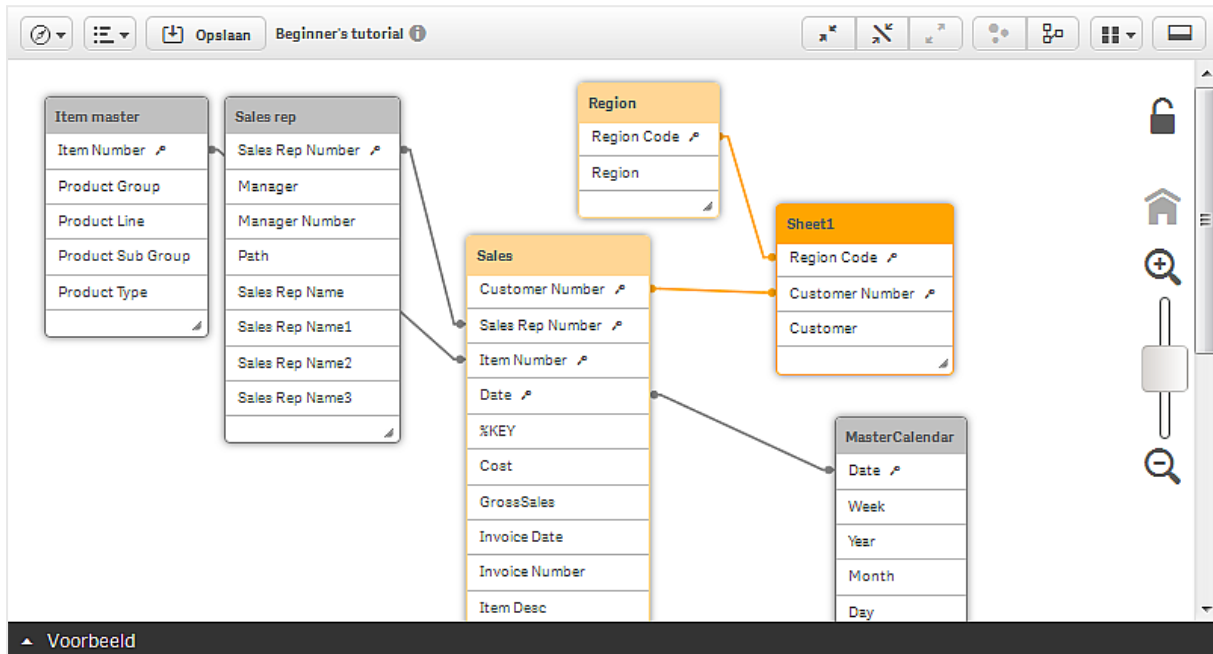 Opslaan
Beginner's tutorial
Item master
Item Number
Product Group
Product Line
Product Sub Group
Product Type
Sales rep
Sales Rep Number
Manager
Manager Number
Path
Sales Rep Name
Sales Rep Name1
Sales Rep Name2
Sales Rep Name3
Region
Region Code
Region
Sales
Customer Number
Sales Rep Number
Item Number
Date
%KEY
Cost
GrossSales
Invoice Date
Invoice Number
Item Desc
Sheet1
Region Code
Customer Number
Customer
MasterCalendar
Date
Week
Year
Month
Day
Voorbeeld